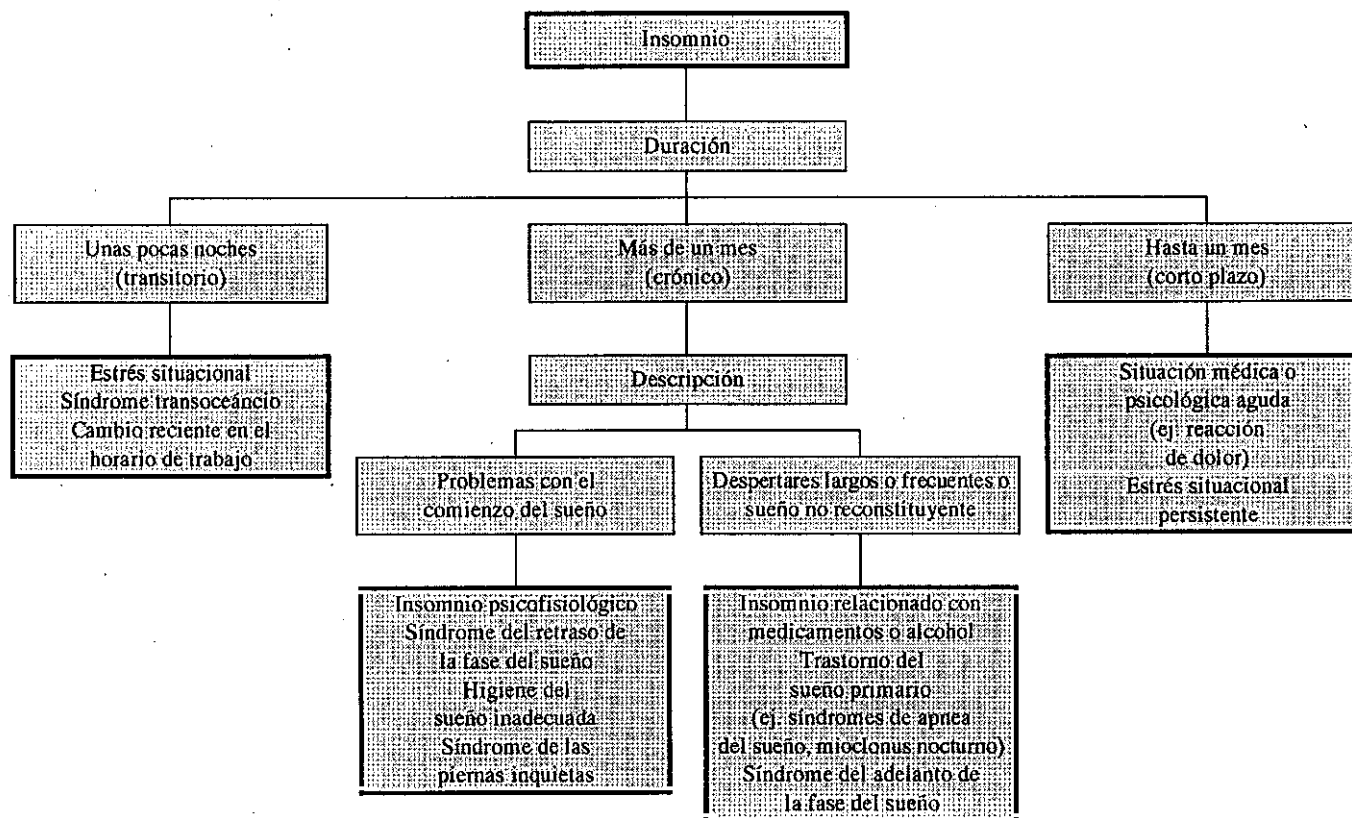 Insomnio
Duración
Unas pocas noches
(transitorio)
Más de un mes
(crónico)
Hasta un mes
(corto plazo)
Estrés situacional
Síndrome transoceáncio
Cambio reciente en el
horario de trabajo
Descripción
Situación médica o
psicológica aguda
(ej. reacción
de dolor)
Estrés situacional
persistente
Problemas con el
comienzo del sueño
Despertares largos o frecuentes o
sueño no reconstituyente
Insomnio psicofisiológico
Síndrome del retraso de
la fase del sueño
Higiene del
sueño inadecuada
Síndrome de las
piernas inquietas
Insomnio relacionado con
medicamentos o alcohol
Trastorno del
sueño primario
(ej. síndromes de apnea
del sueño, mioclonus nocturno)
Síndrome del adelanto de
la fase del sueño